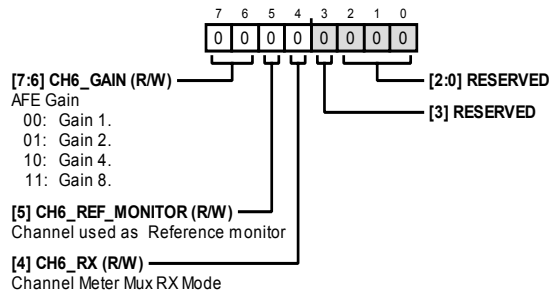 7 6 5 4 3 2 1 0
0 0 0 0 0 0 0 0
[7:6] CH6_GAIN (R/W)
AFE Gain
00: Gain 1.
01: Gain 2.
10: Gain 4.
11: Gain 8.
[5] CH6_REF_MONITOR (R/W)
Channel used as Reference monitor
[4] CH6_RX (R/W)
Channel Meter Mux RX Mode
[2:0] RESERVED
[3] RESERVED